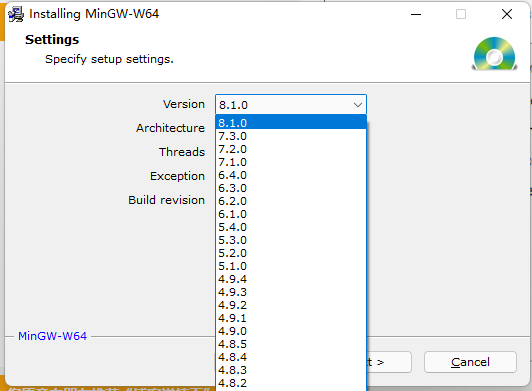 Installing MinGW-W64
Settings
Specify setup settings.
Version
8.1.0
Architecture
Threads
Exception
Build revision
8.1.0
7.3.0
7.2.0
7.1.0
6.4.0
6.3.0
6.2.0
6.1.0
5.4.0
5.3.0
5.2.0
5.1.0
4.9.4
4.9.3
4.9.2
4.9.1
4.9.0
4.8.5
4.8.4
4.8.3
4.8.2
MinGW-W64
>
Cancel